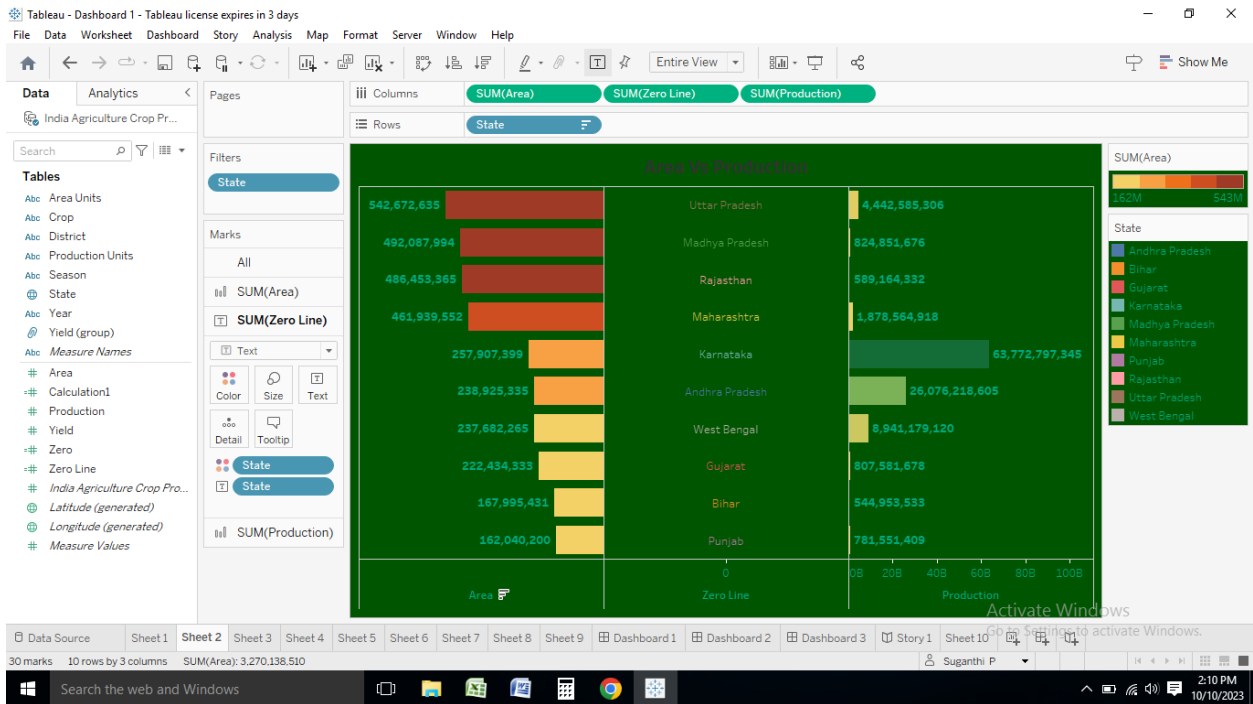 Tableau - Dashboard 1 - Tableau license expires in 3 days
File Data Worksheet Dashboard Story Analysis Map Format Server Window Help
Entire View
Show Me
Data Analytics
India Agriculture Crop Pr...
Search
Tables
Abc Area Units
Abc Crop
Abc District
Abc Production Units
Abc Season
State
Abc Year
Yield (group)
Abc Measure Names
# Area
=# Calculation1
# Production
# Yield
=# Zero
=# Zero Line
# India Agriculture Crop Pro...
Latitude (generated)
Longitude (generated)
# Measure Values
Pages
Filters
State
Marks
All
SUM(Area)
SUM(Zero Line)
Text
Color Size Text
Detail Tooltip
State
State
SUM(Production)
Columns SUM(Area) SUM(Zero Line) SUM(Production)
Rows State
Area Vs Production
542,672,635 Uttar Pradesh 4,442,585,306
492,087,994 Madhya Pradesh 824,851,676
486,453,365 Rajasthan 589,164,332
461,939,552 Maharashtra 1,878,564,918
257,907,399 Karnataka 63,772,797,345
238,925,335 Andhra Pradesh 26,076,218,605
237,682,265 West Bengal 8,941,179,120
222,434,333 Gujarat 807,581,678
167,995,431 Bihar 544,953,533
162,040,200 Punjab 781,551,409
0 0B 20B 40B 60B 80B 100B
Area Zero Line Production
SUM(Area)
162M 543M
State
Andhra Pradesh
Bihar
Gujarat
Karnataka
Madhya Pradesh
Maharashtra
Punjab
Rajasthan
Uttar Pradesh
West Bengal
Activate Windows
Go to Settings to activate Windows.
Data Source Sheet 1 Sheet 2 Sheet 3 Sheet 4 Sheet 5 Sheet 6 Sheet 7 Sheet 8 Sheet 9 Dashboard 1 Dashboard 2 Dashboard 3 Story 1 Sheet 10
30 marks 10 rows by 3 columns SUM(Area): 3,270,138,510 Suganthi P
Search the web and Windows
2:10 PM
10/10/2023